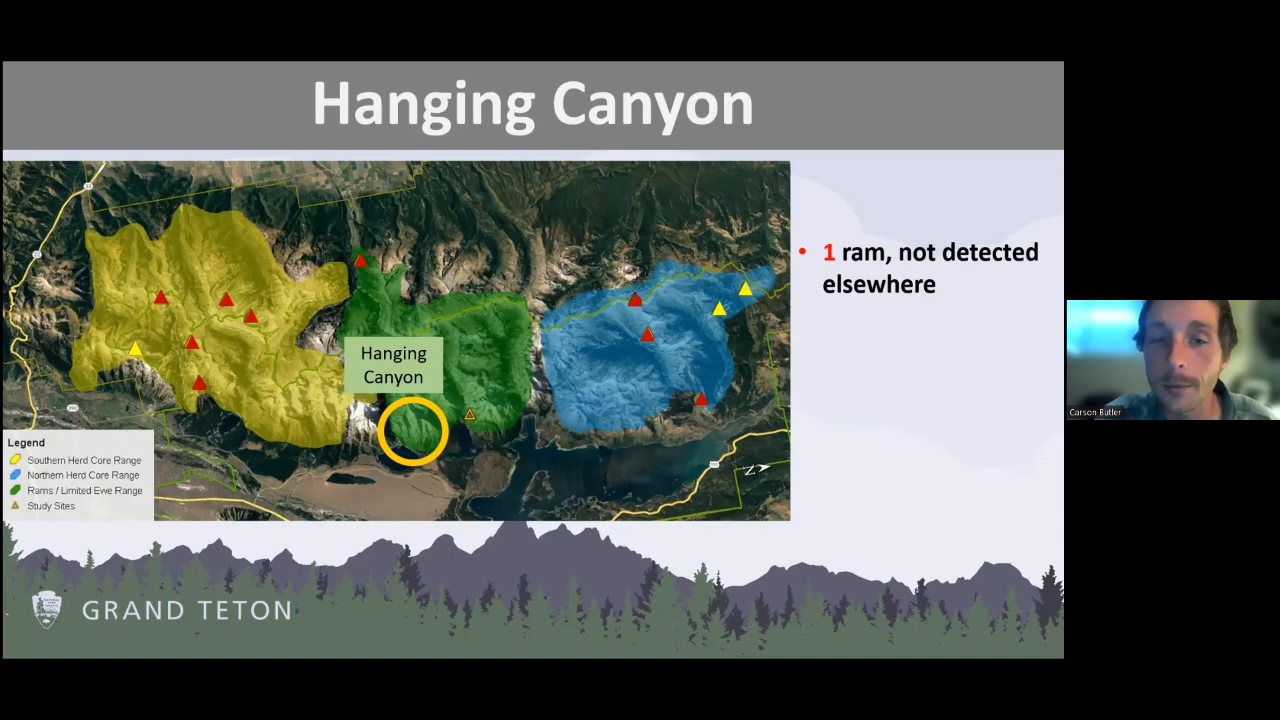 Hanging Canyon
Hanging
Canyon
Legend
Southern Herd Core Range
Northern Herd Core Range
Rams / Limited Ewe Range
Study Sites
N
• 1 ram, not detected
elsewhere
GRAND TETON
Carson Butler